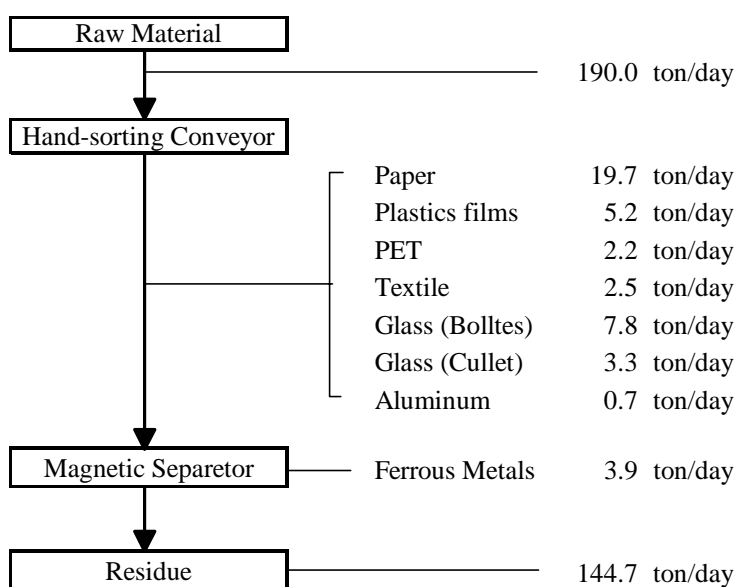 Raw Material
190.0 ton/day
Hand-sorting Conveyor
Paper 19.7 ton/day
Plastics films 5.2 ton/day
PET 2.2 ton/day
Textile 2.5 ton/day
Glass (Bolltes) 7.8 ton/day
Glass (Cullet) 3.3 ton/day
Aluminum 0.7 ton/day
Magnetic Separetor Ferrous Metals 3.9 ton/day
Residue 144.7 ton/day